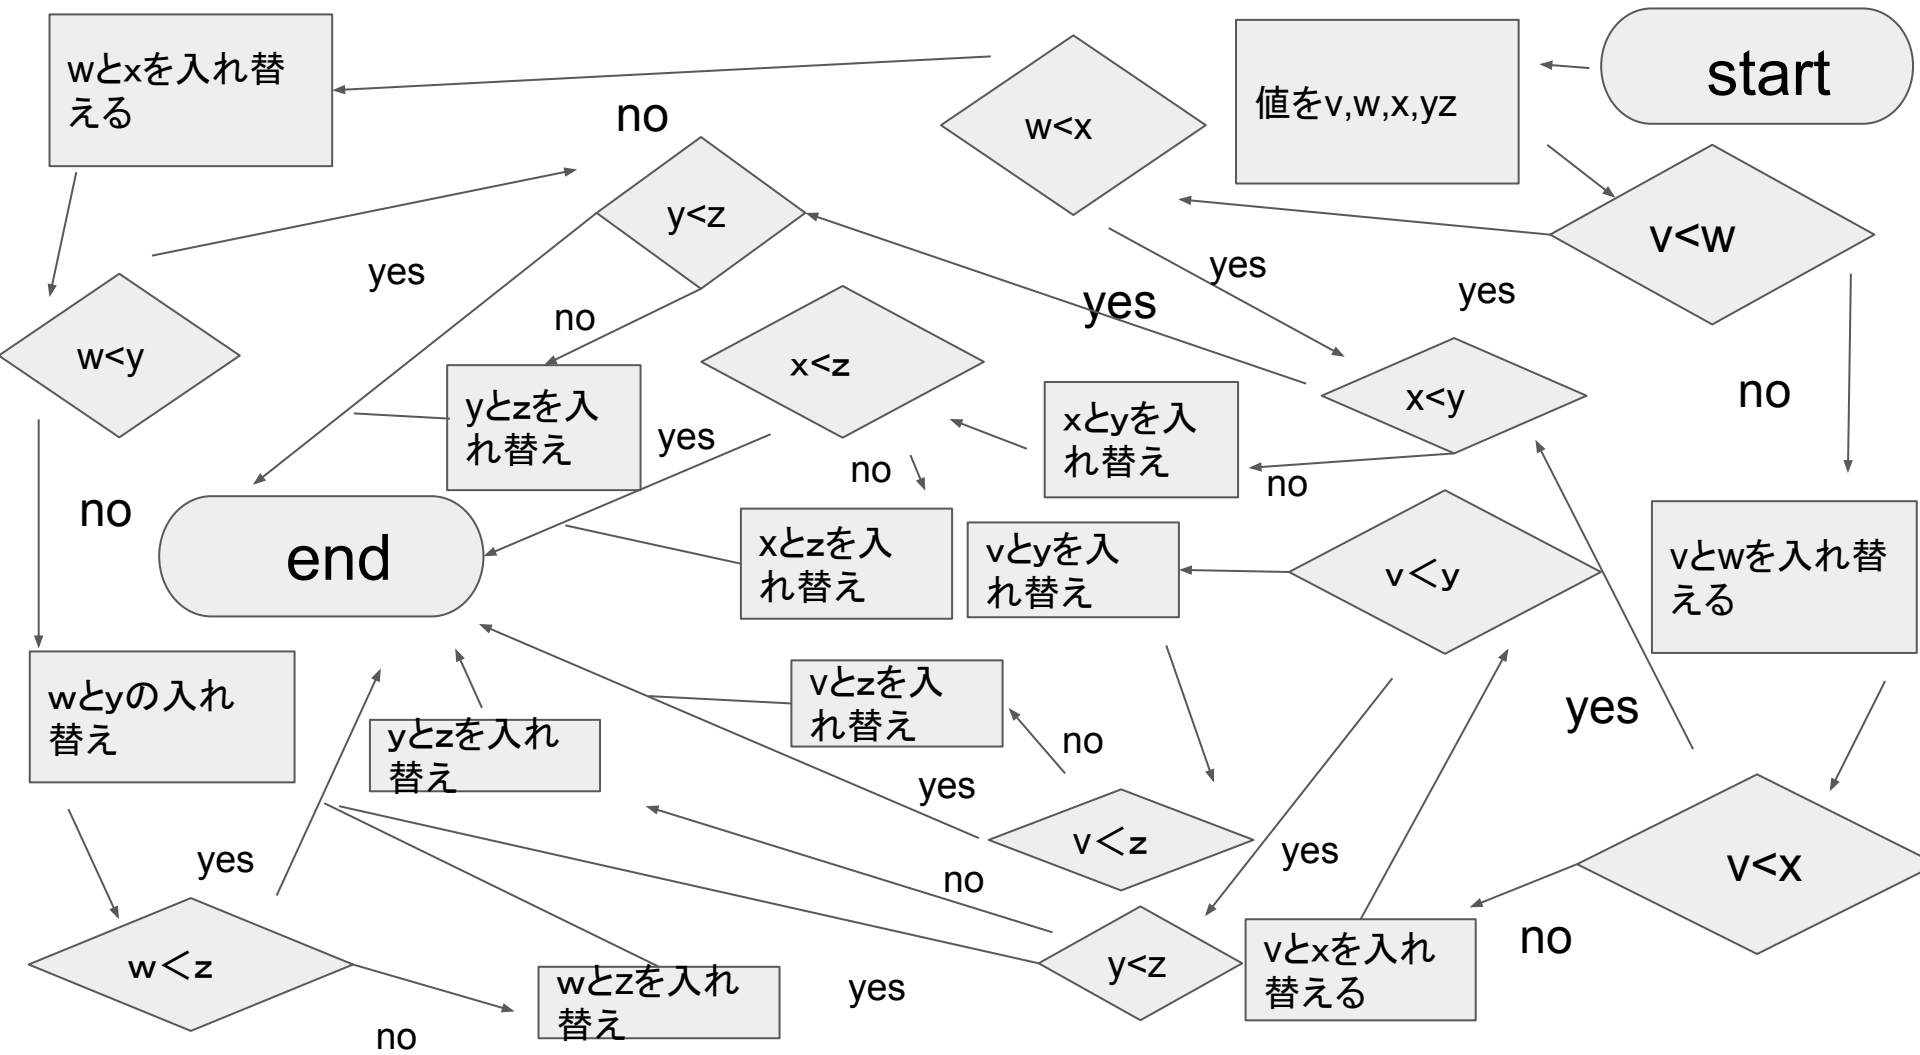 start
値をv,w,x,yz
w<x
wとxを入れ替
える
no
v<w
y<z
yes
yes
yes
yes
no
w<y
x<z
x<y
no
yとzを入
れ替え
xとyを入
れ替え
yes
no
no
no
end
xとzを入
れ替え
vとyを入
れ替え
v＜y
vとwを入れ替
える
wとyの入れ
替え
yとzを入れ
替え
vとzを入
れ替え
no
yes
yes
v＜z
yes
yes
no
v<x
w＜z
wとzを入れ
替え
yes
y<z
vとxを入れ
替える
no
no